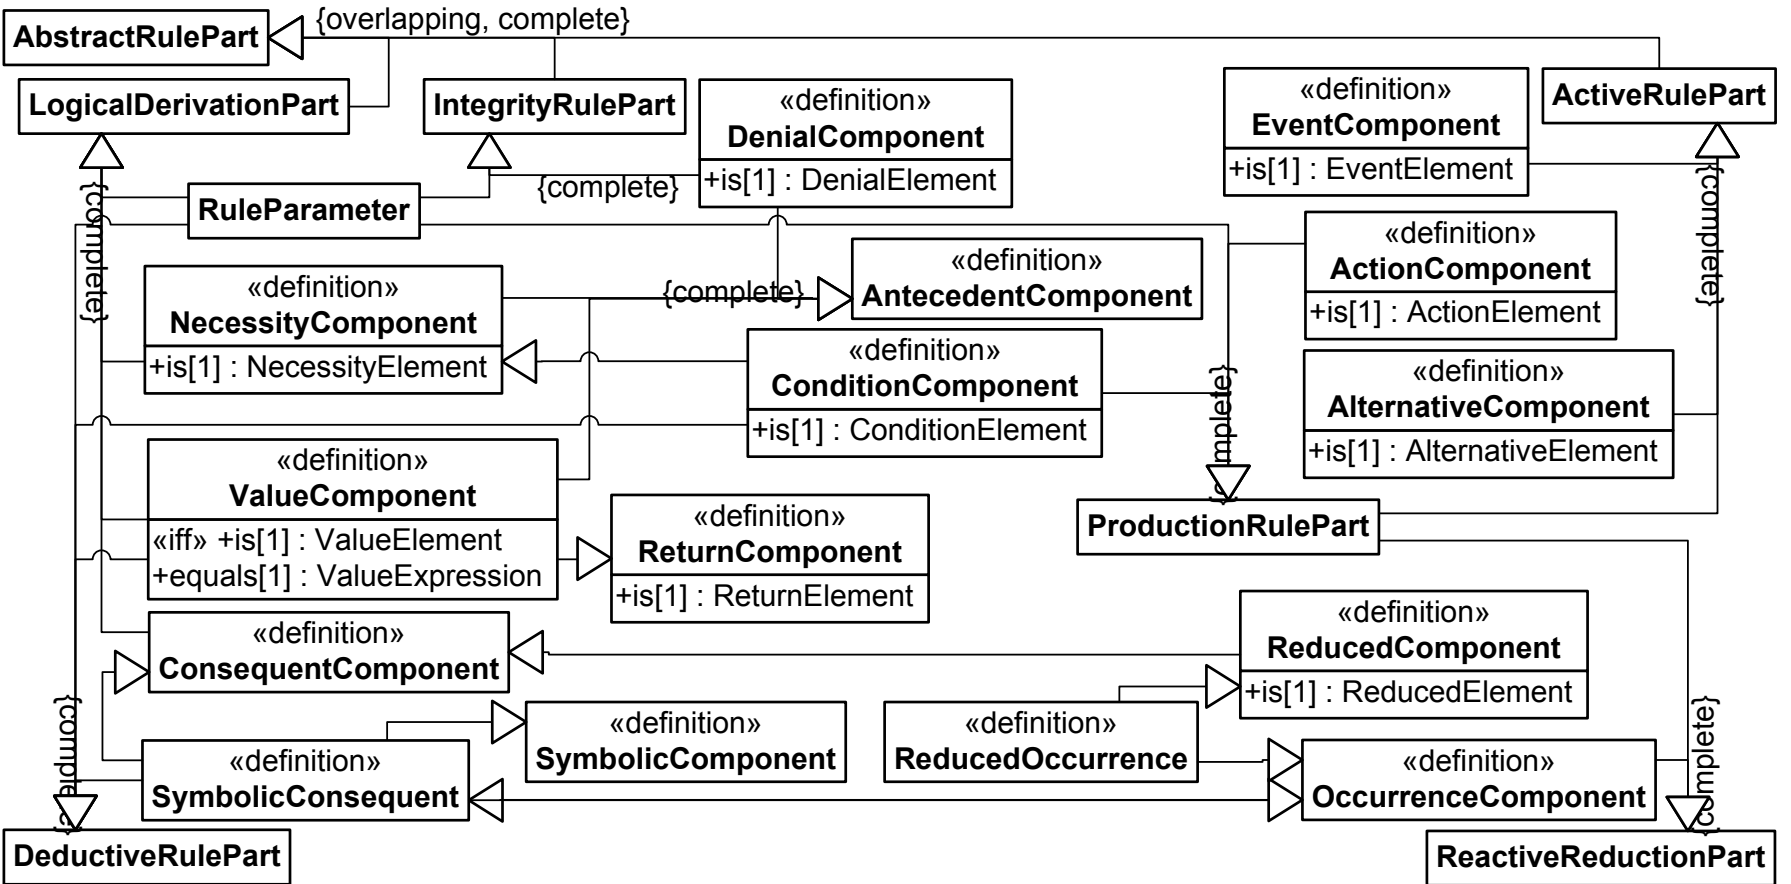 AbstractRulePart
{overlapping, complete}
LogicalDerivationPart
IntegrityRulePart
«definition»
DenialComponent
+is[1] : DenialElement
«definition»
EventComponent
+is[1] : EventElement
ActiveRulePart
{complete}
{complete}
{complete}
RuleParameter
«definition»
ActionComponent
+is[1] : ActionElement
«definition»
NecessityComponent
+is[1] : NecessityElement
{complete}
«definition»
AntecedentComponent
«definition»
ConditionComponent
+is[1] : ConditionElement
«definition»
AlternativeComponent
+is[1] : AlternativeElement
«definition»
ValueComponent
«iff» +is[1] : ValueElement
+equals[1] : ValueExpression
«definition»
ReturnComponent
+is[1] : ReturnElement
ProductionRulePart
«definition»
ConsequentComponent
«definition»
ReducedComponent
+is[1] : ReducedElement
«definition»
SymbolicConsequent
«definition»
SymbolicComponent
«definition»
ReducedOccurrence
«definition»
OccurrenceComponent
{complete}
DeductiveRulePart
ReactiveReductionPart